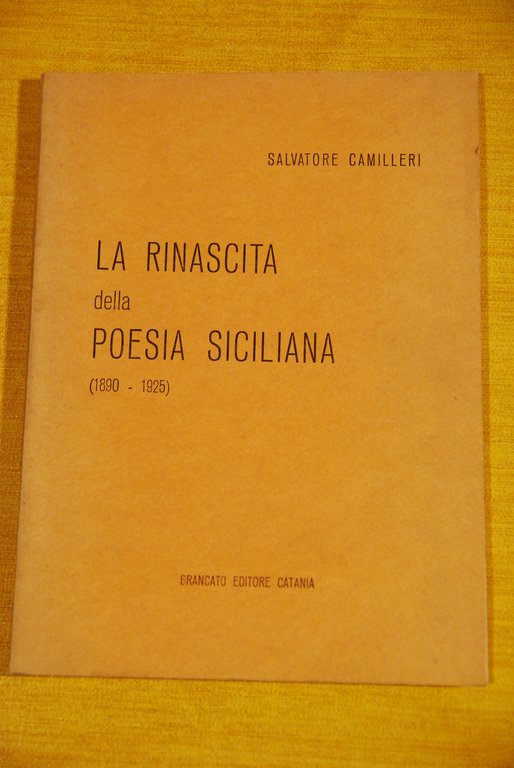 SALVATORE CAMILLERI
LA RINASCITA
della
POESIA SICILIANA
(1890 - 1925)
BRANCATO EDITORE CATANIA